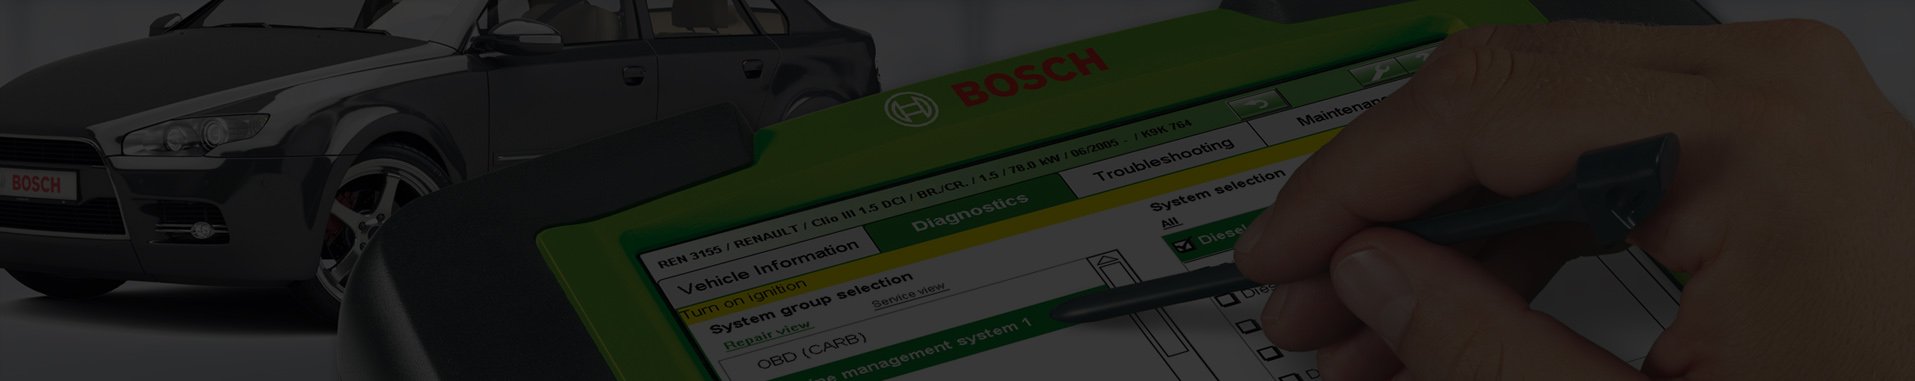 BOSCH
BOSCH
REN 3155 / RENAULT / Clio III 1.5 DCI / BR./CR. / 1.5 / 78.0 kW / 06/2005 - / K9K 764
Vehicle Information
Diagnostics
Troubleshooting
Turn on ignition
System group selection
Repair view
Service view
OBD (CARB)
management system 1
System selection
All
Diesel